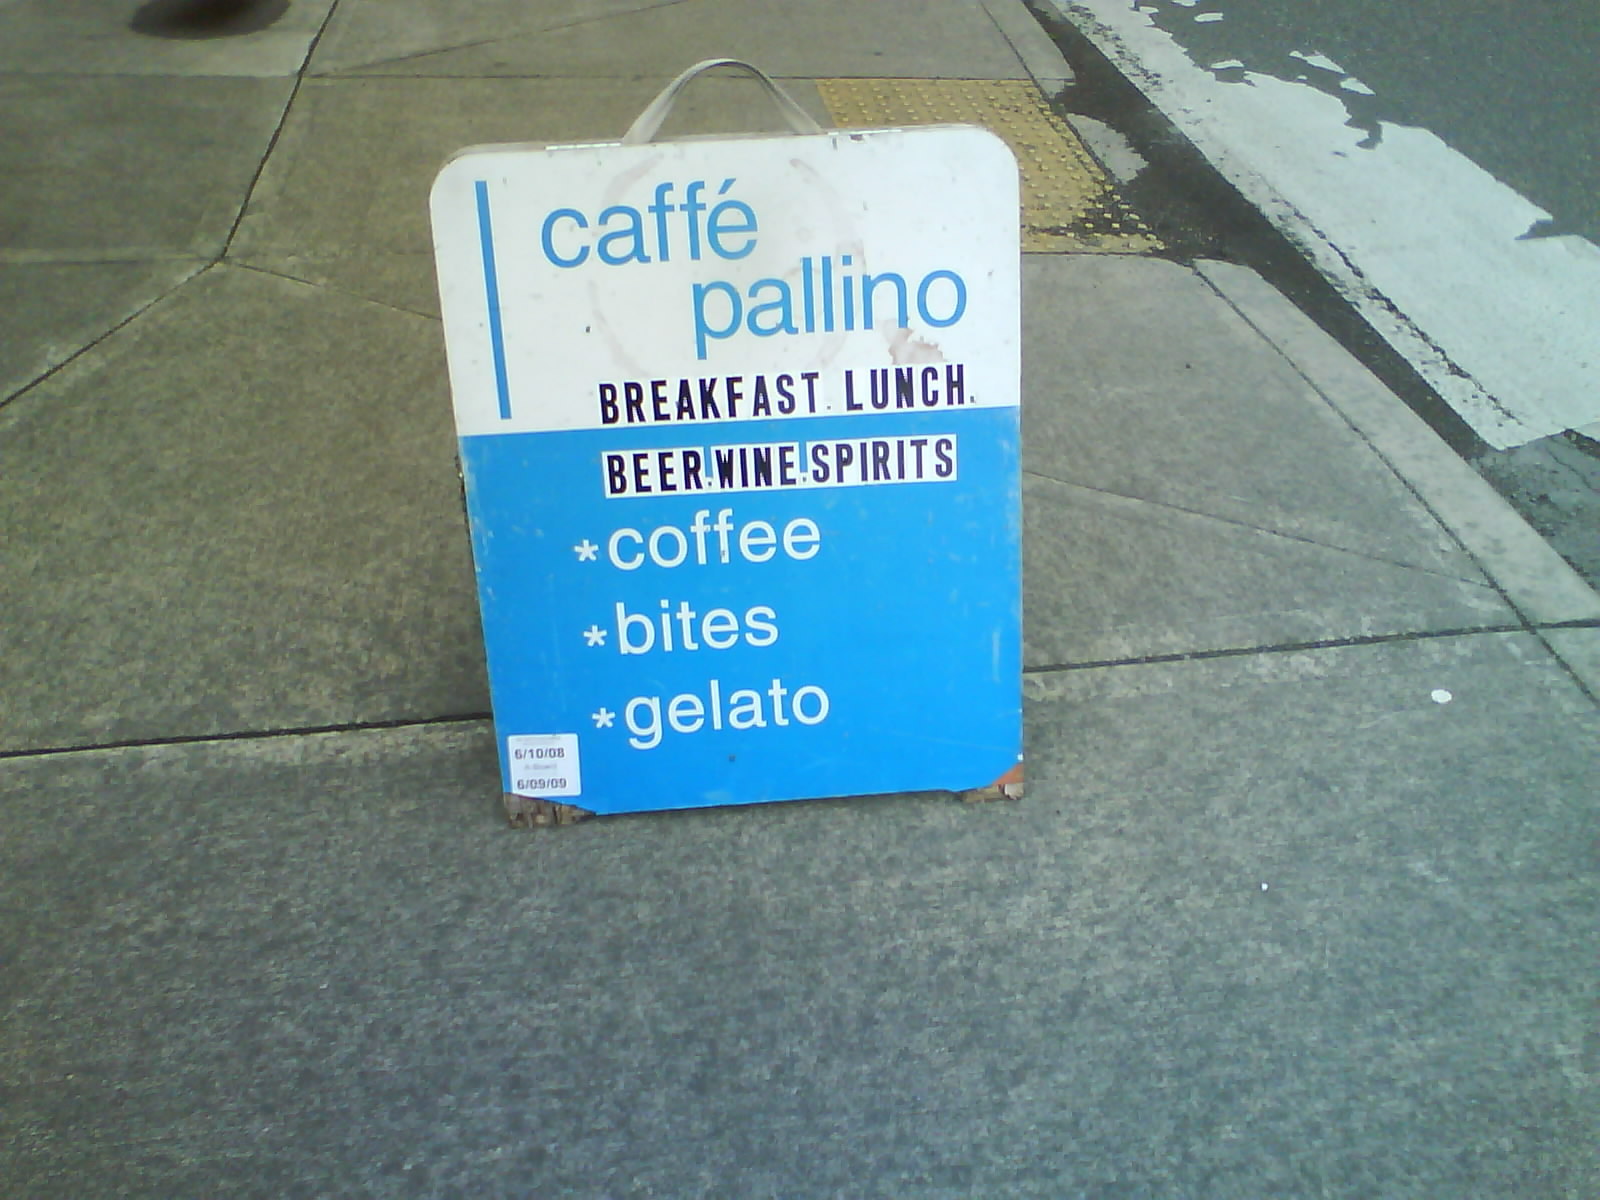 caffé
pallino
BREAKFAST. LUNCH.
BEER.WINE.SPIRITS
*coffee
*bites
*gelato
6/10/08
6/09/09